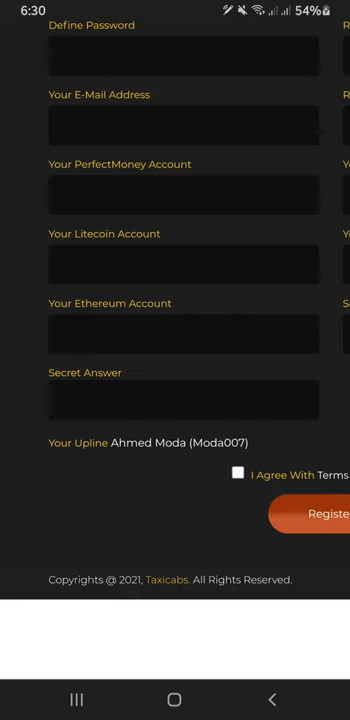 6:30 54%
Define Password R
Your E-Mail Address R
Your PerfectMoney Account Y
Your Litecoin Account Y
Your Ethereum Account S
Secret Answer
Your Upline Ahmed Moda (Moda007)
I Agree With Terms
Registe
Copyrights @ 2021, Taxicabs. All Rights Reserved.